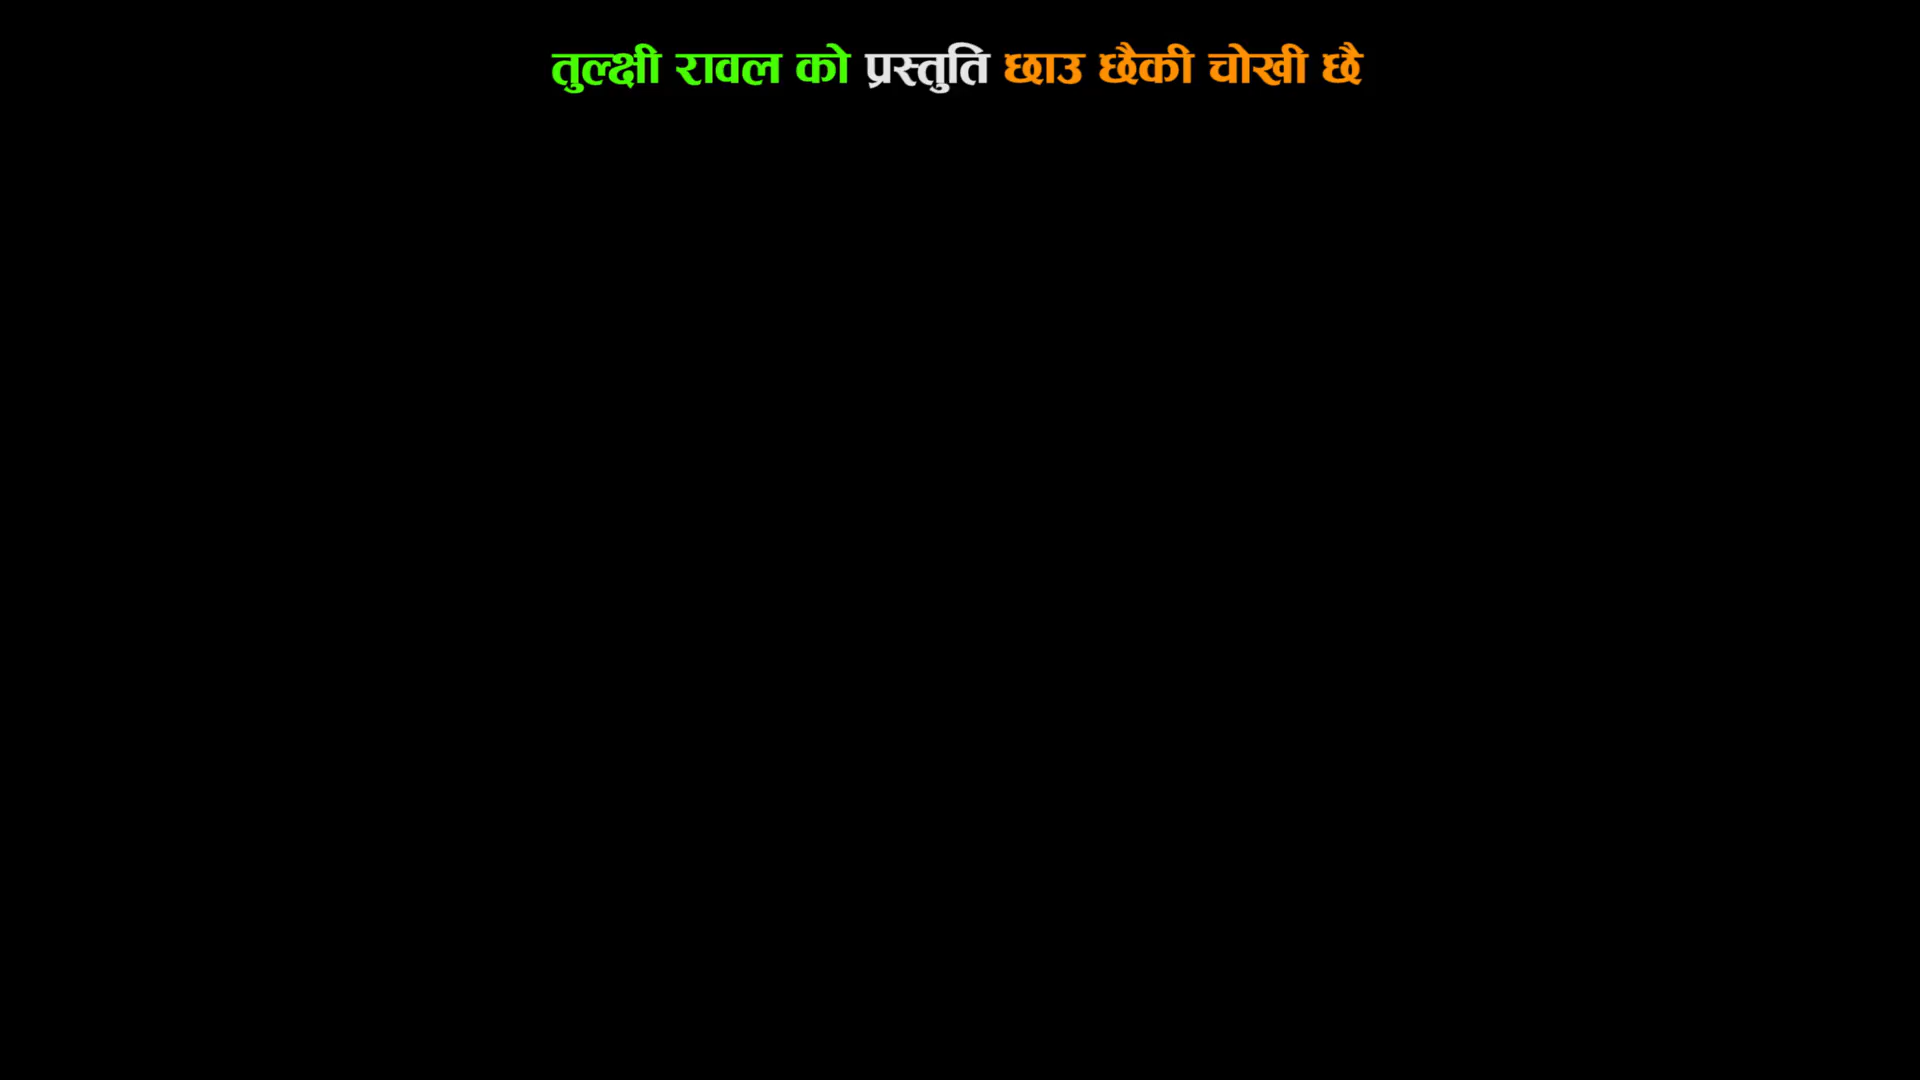 तुल्क्षी रावल को प्रस्तुति छाउ छैकी चोखी छै